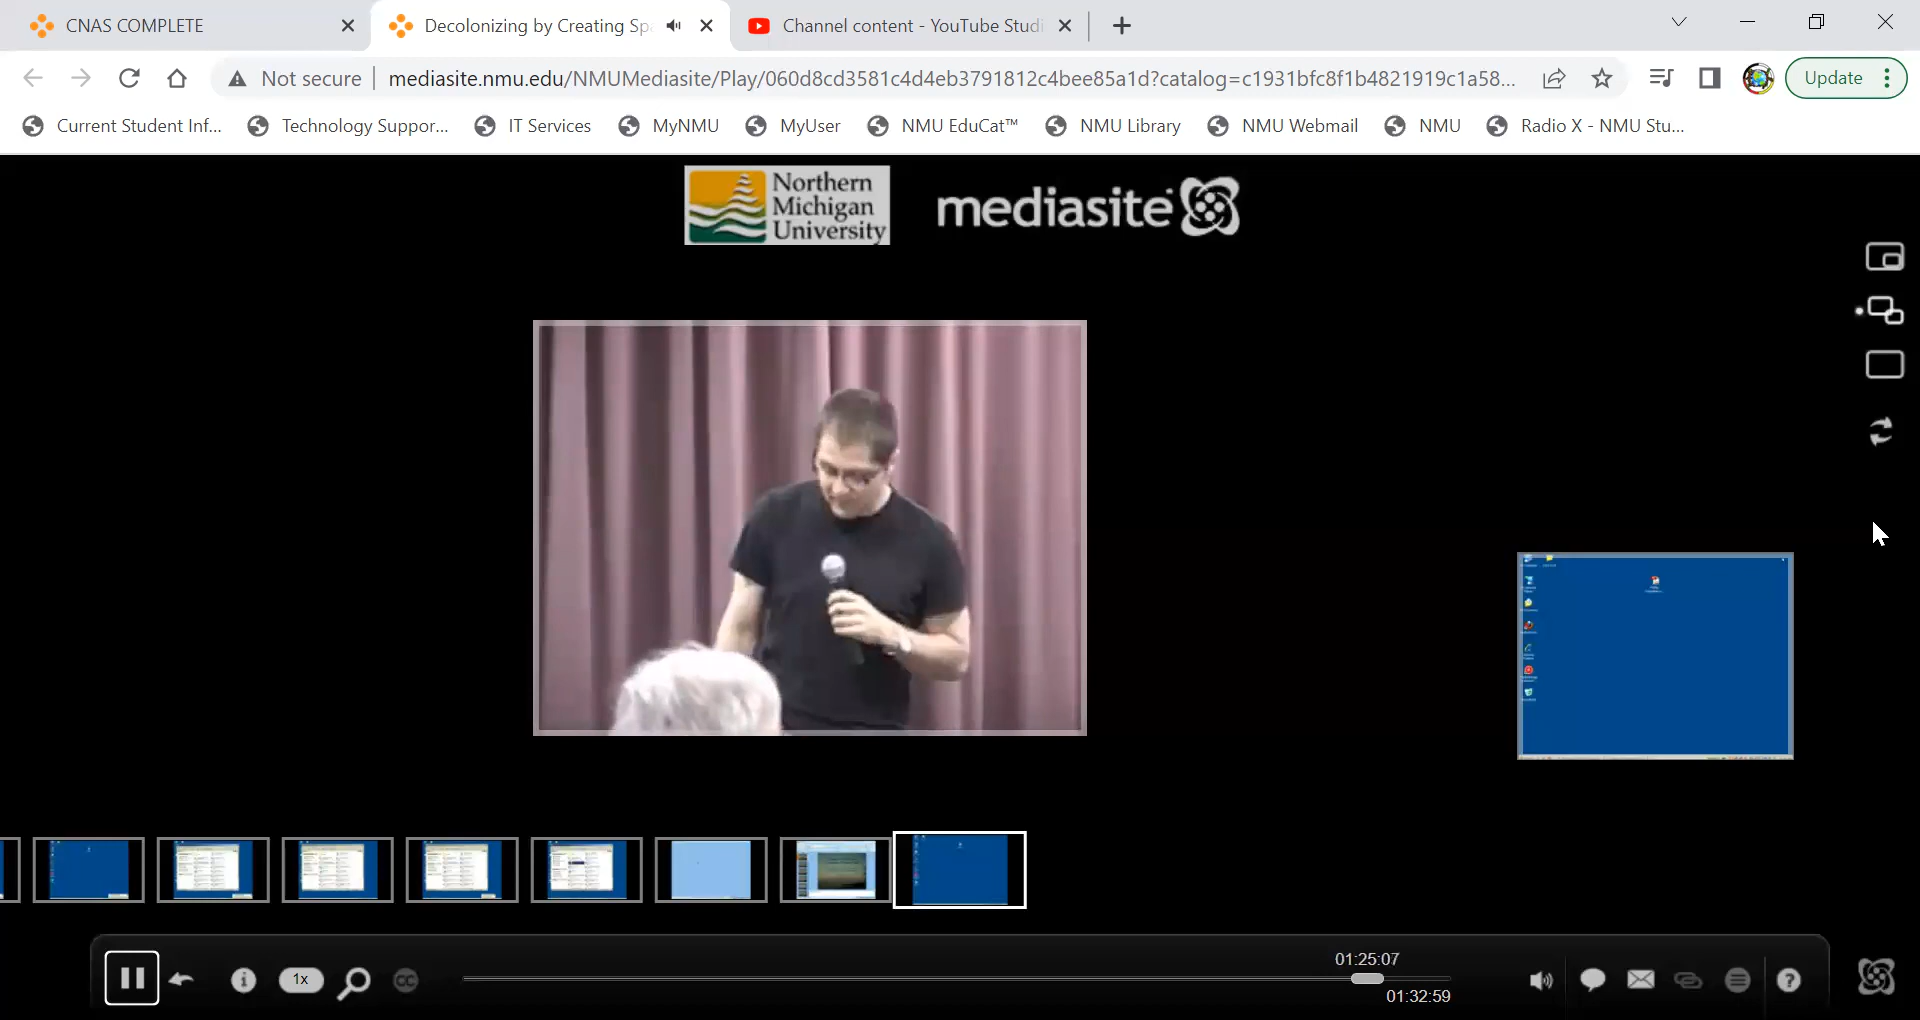 CNAS COMPLETE
Decolonizing by Creating Sp
Channel content - YouTube Studi
Not secure
mediasite.nmu.edu/NMUMediasite/Play/060d8cd3581c4d4eb3791812c4bee85a1d?catalog=c1931bfc8f1b4821919c1a58...
Update
Current Student Inf...
Technology Suppor...
IT Services
MyNMU
MyUser
NMU EduCat™
NMU Library
NMU Webmail
NMU
Radio X - NMU Stu...
Northern
Michigan
University
mediasite
01:25:07
1x
CC
01:32:59